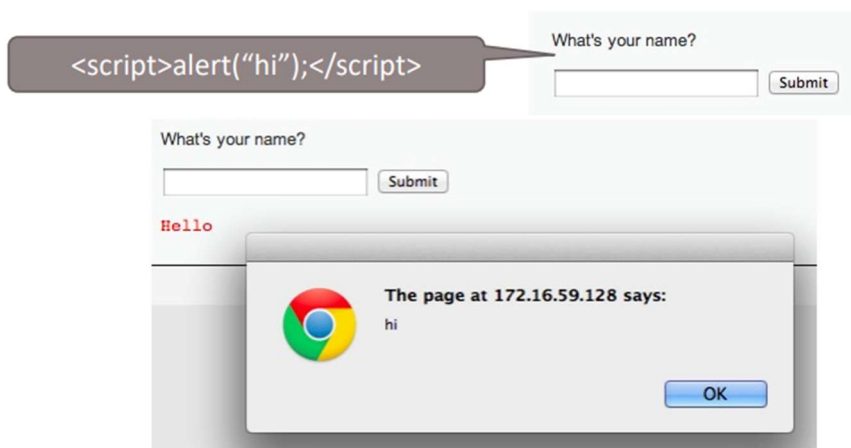 What's your name?
<script>alert(“hi”);</script>
Submit
What's your name?
Submit
Hello
The page at 172.16.59.128 says:
hi
OK